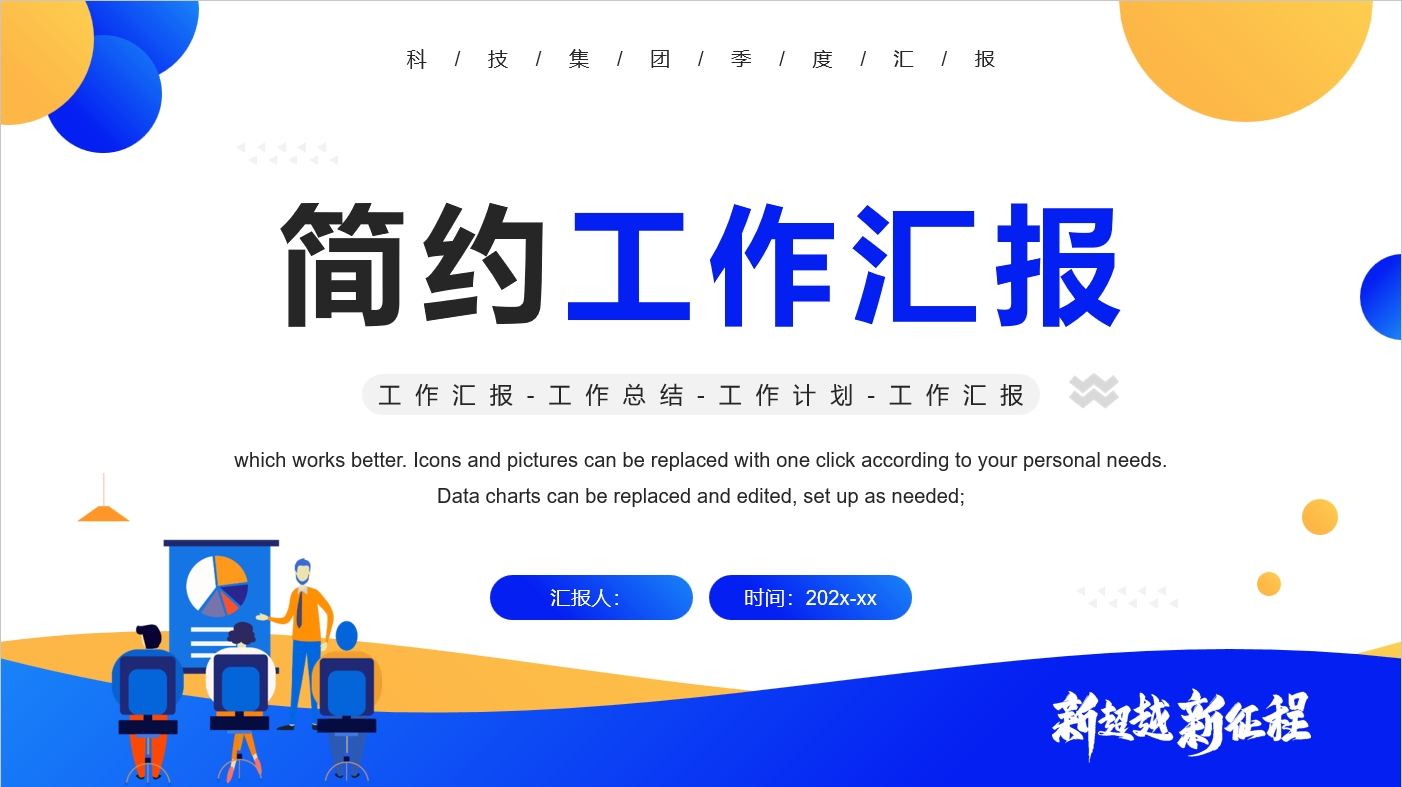 科 / 技 / 集 / 团 / 季 / 度 / 汇 / 报
简约工作汇报
工作汇报-工作总结-工作计划-工作汇报
which works better. Icons and pictures can be replaced with one click according to your personal needs.
Data charts can be replaced and edited, set up as needed;
汇报人：
时间：202x-xx
新超越新征程